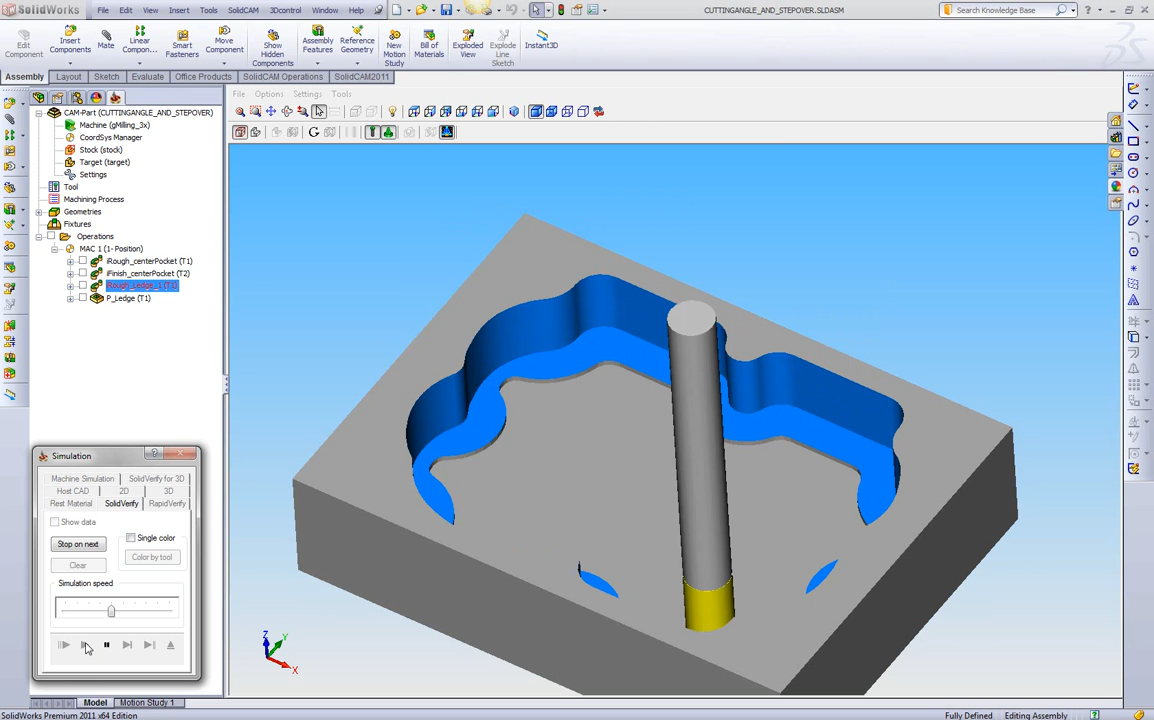 SolidWorks File Edit View Insert Tools SolidCAM 3Dcontrol Window Help CUTTINGANGLE_AND_STEPOVER.SLDASM Search Knowledge Base
Edit Component
Insert Components
Mate
Linear Compon...
Smart Fasteners
Move Component
Show Hidden Components
Assembly Features
Reference Geometry
New Motion Study
Bill of Materials
Exploded View
Explode Line Sketch
Instant3D
Assembly Layout Sketch Evaluate Office Products SolidCAM Operations SolidCAM2011
File Options Settings Tools
CAM-Part (CUTTINGANGLE_AND_STEPOVER)
Machine (gMilling_3x)
CoordSys Manager
Stock (stock)
Target (target)
Settings
Tool
Machining Process
Geometries
Fixtures
Operations
MAC 1 (1- Position)
iRough_centerPocket (T1)
iFinish_centerPocket (T2)
iRough_Ledge_1 (T1)
P_Ledge (T1)
Simulation
Machine Simulation SolidVerify for 3D
Host CAD 2D 3D
Rest Material SolidVerify RapidVerify
Show data
Stop on next
Single color
Clear
Color by tool
Simulation speed
Z
Y
X
Model Motion Study 1
SolidWorks Premium 2011 x64 Edition Fully Defined Editing Assembly